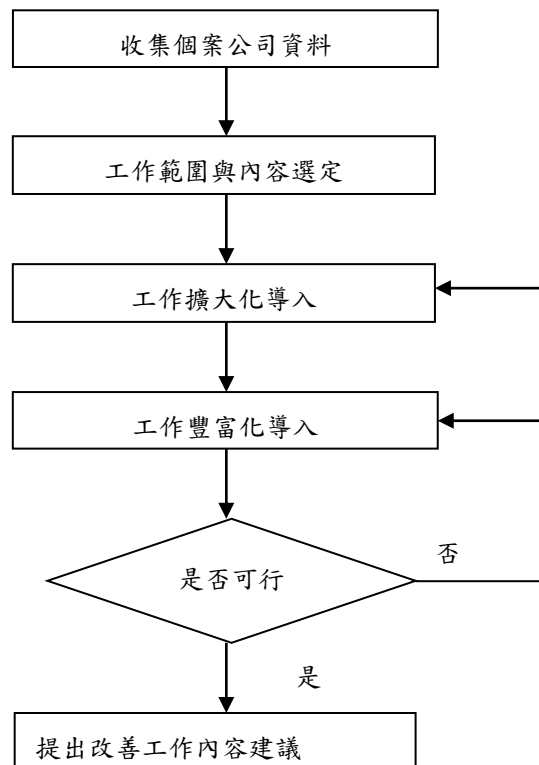 收集個案公司資料
工作範圍與內容選定
工作擴大化導入
工作豐富化導入
是否可行
否
是
提出改善工作內容建議